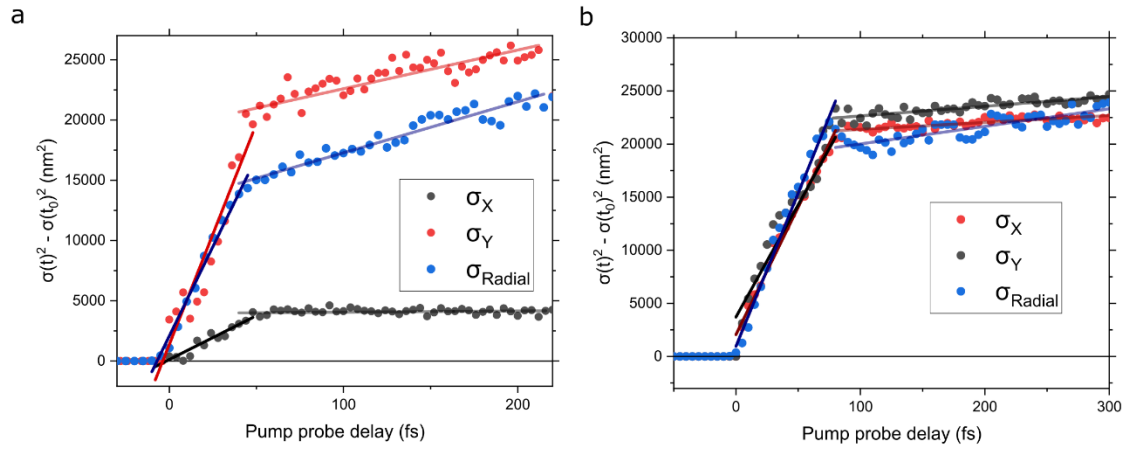 a
σ(t)² - σ(t₀)² (nm²)
25000
20000
15000
10000
5000
0
σX
σY
σRadial
0
100
200
Pump probe delay (fs)
b
σ(t)² - σ(t₀)² (nm²)
30000
25000
20000
15000
10000
5000
0
σX
σY
σRadial
0
100
200
300
Pump probe delay (fs)